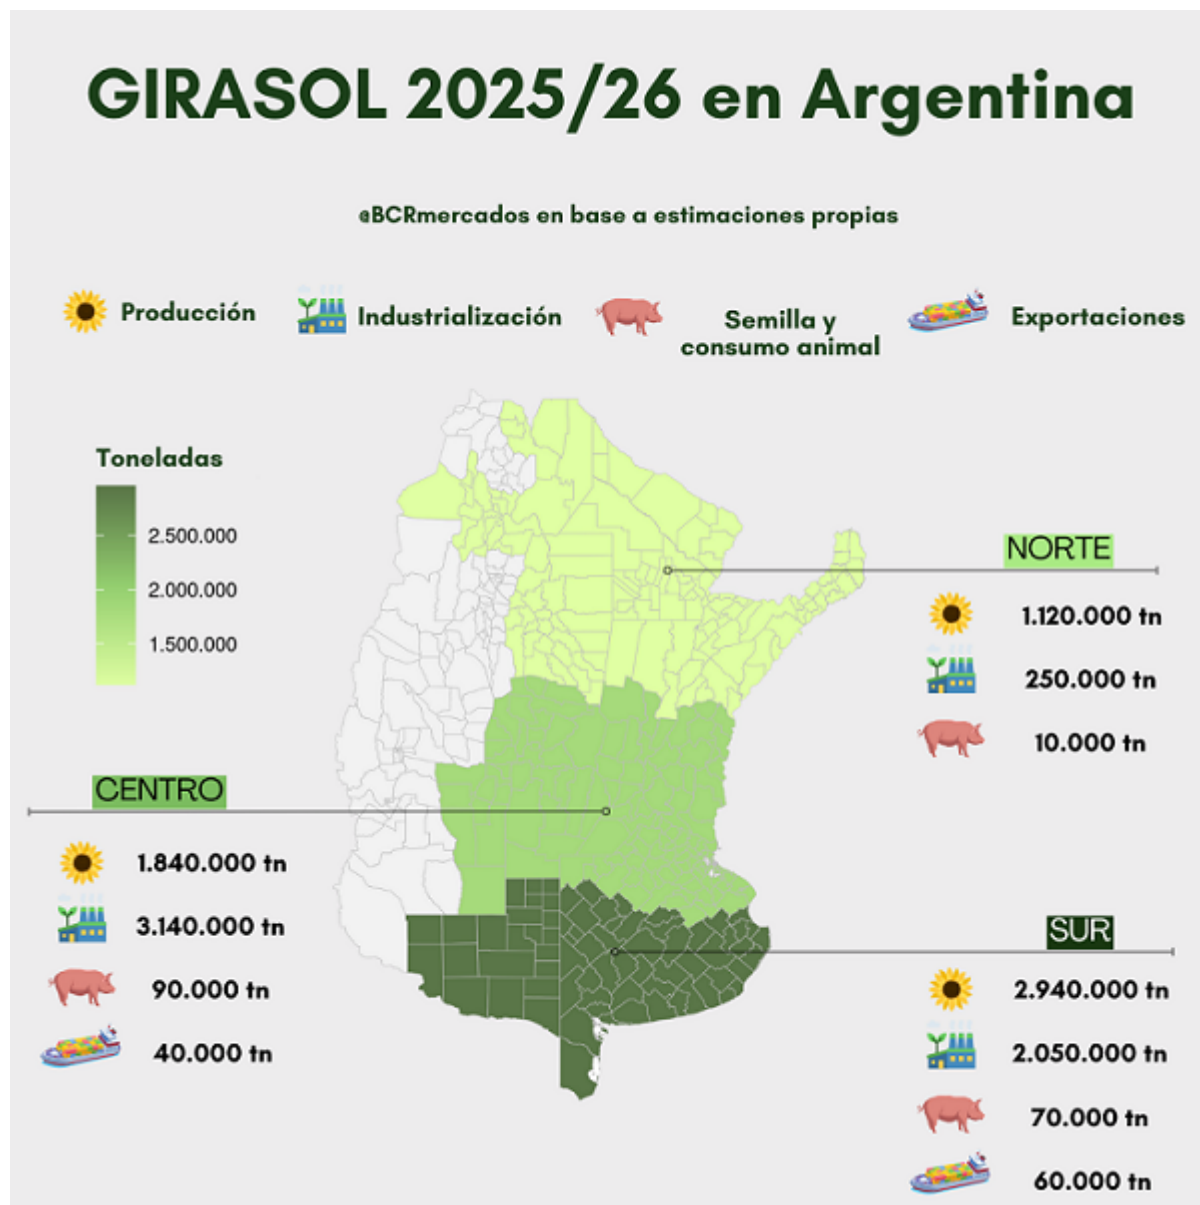 GIRASOL 2025/26 en Argentina
@BCRmercados en base a estimaciones propias
Producción
Industrialización
Semilla y
consumo animal
Exportaciones
Toneladas
2.500.000
2.000.000
1.500.000
NORTE
1.120.000 tn
250.000 tn
10.000 tn
CENTRO
1.840.000 tn
3.140.000 tn
90.000 tn
40.000 tn
SUR
2.940.000 tn
2.050.000 tn
70.000 tn
60.000 tn